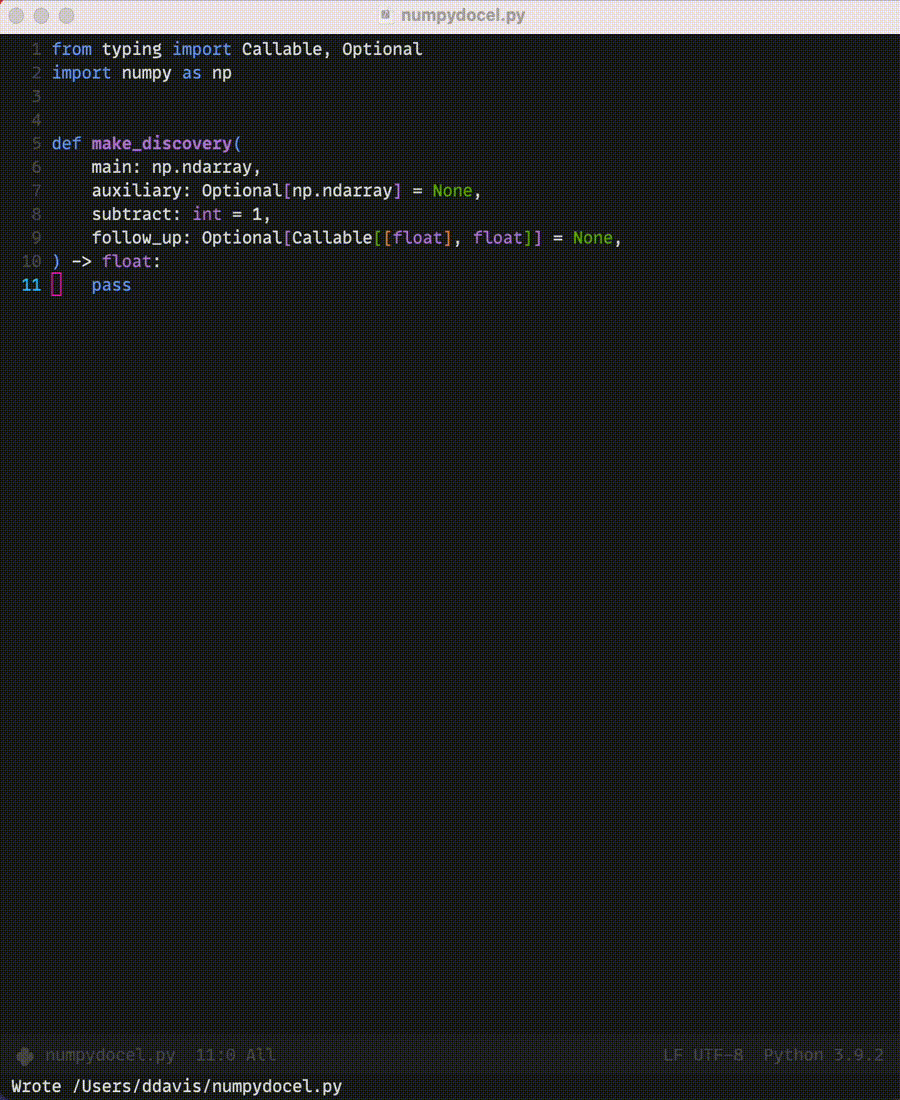 numpydocel.py
1 from typing import Callable, Optional
2 import numpy as np
3
4
5 def make_discovery(
6     main: np.ndarray,
7     auxiliary: Optional[np.ndarray] = None,
8     subtract: int = 1,
9     follow_up: Optional[Callable[[float], float]] = None,
10 ) -> float:
11     pass
numpydocel.py 11:0 All LF UTF-8 Python 3.9.2
Wrote /Users/ddavis/numpydocel.py